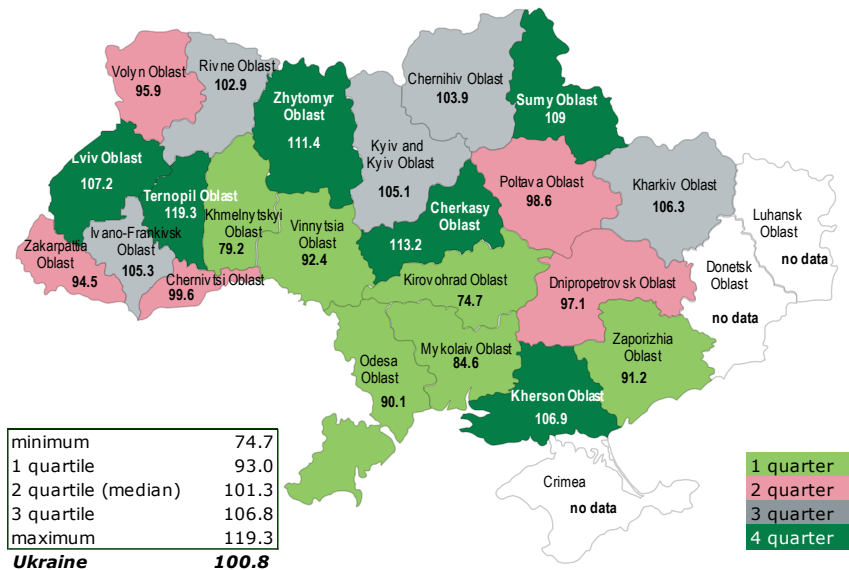 Volyn Oblast
95.9
Rivne Oblast
102.9
Zhytomyr
Oblast
111.4
Chernihiv Oblast
103.9
Sumy Oblast
109
Lviv Oblast
107.2
Ternopil Oblast
119.3
Khmelnytskyi
Oblast
79.2
Kyiv and
Kyiv Oblast
105.1
Cherkasy
Oblast
113.2
Poltava Oblast
98.6
Kharkiv Oblast
106.3
Luhansk
Oblast
no data
Zakarpattia
Oblast
94.5
Ivano-Frankivsk
Oblast
105.3
Chernivtsi Oblast
99.6
Vinnytsia
Oblast
92.4
Kirovohrad Oblast
74.7
Dnipropetrovsk Oblast
97.1
Donetsk
Oblast
no data
Odesa
Oblast
90.1
Mykolaiv Oblast
84.6
Zaporizhia
Oblast
91.2
Kherson Oblast
106.9
Crimea
no data
minimum 74.7
1 quartile 93.0
2 quartile (median) 101.3
3 quartile 106.8
maximum 119.3
Ukraine 100.8
1 quarter
2 quarter
3 quarter
4 quarter